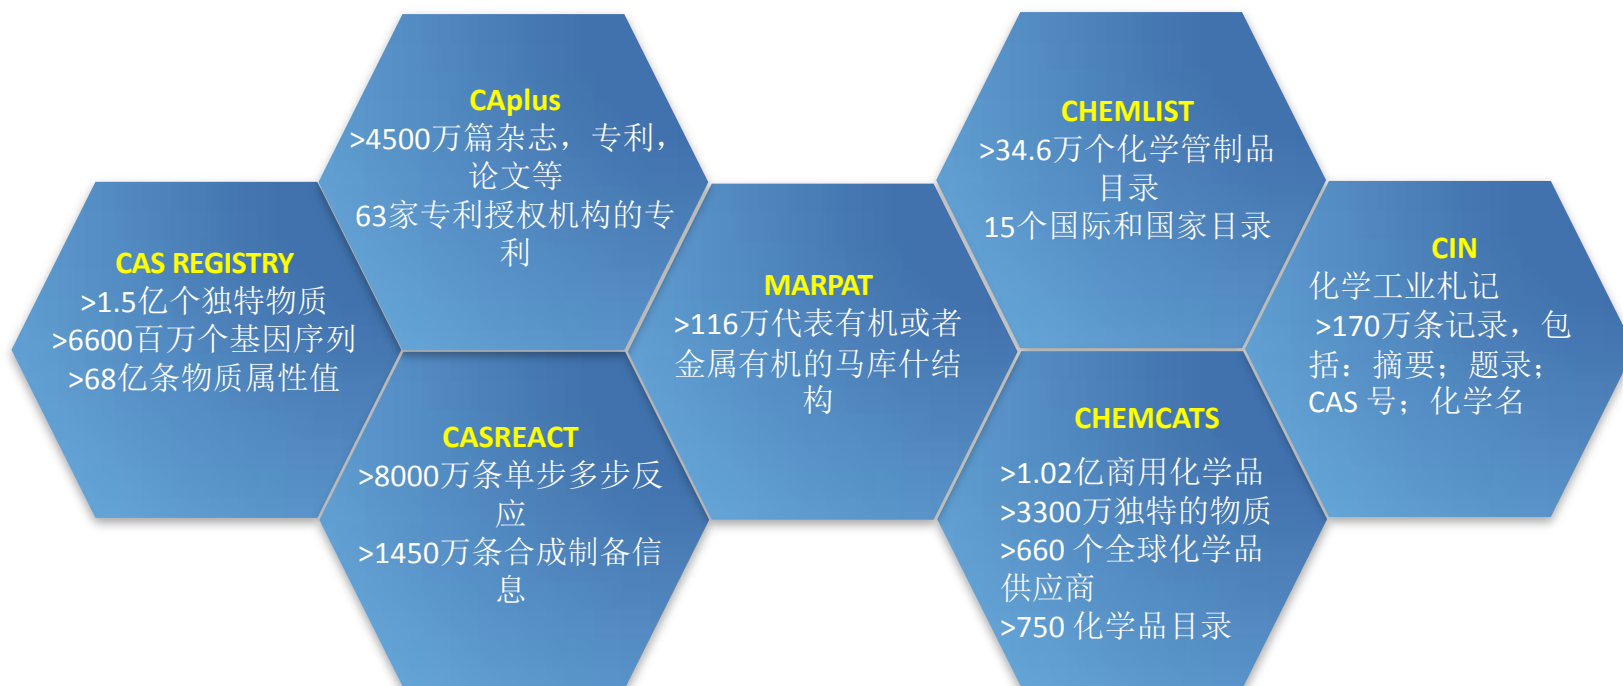 CAS REGISTRY
>1.5亿个独特物质
>6600百万个基因序列
>68亿条物质属性值
CAplus
>4500万篇杂志，专利，
论文等
63家专利授权机构的专
利
CASREACT
>8000万条单步多步反
应
>1450万条合成制备信
息
MARPAT
>116万代表有机或者
金属有机的马库什结
构
CHEMLIST
>34.6万个化学管制品
目录
15个国际和国家目录
CHEMCATS
>1.02亿商用化学品
>3300万独特的物质
>660 个全球化学品
供应商
>750 化学品目录
CIN
化学工业札记
>170万条记录，包
括：摘要；题录；
CAS 号；化学名